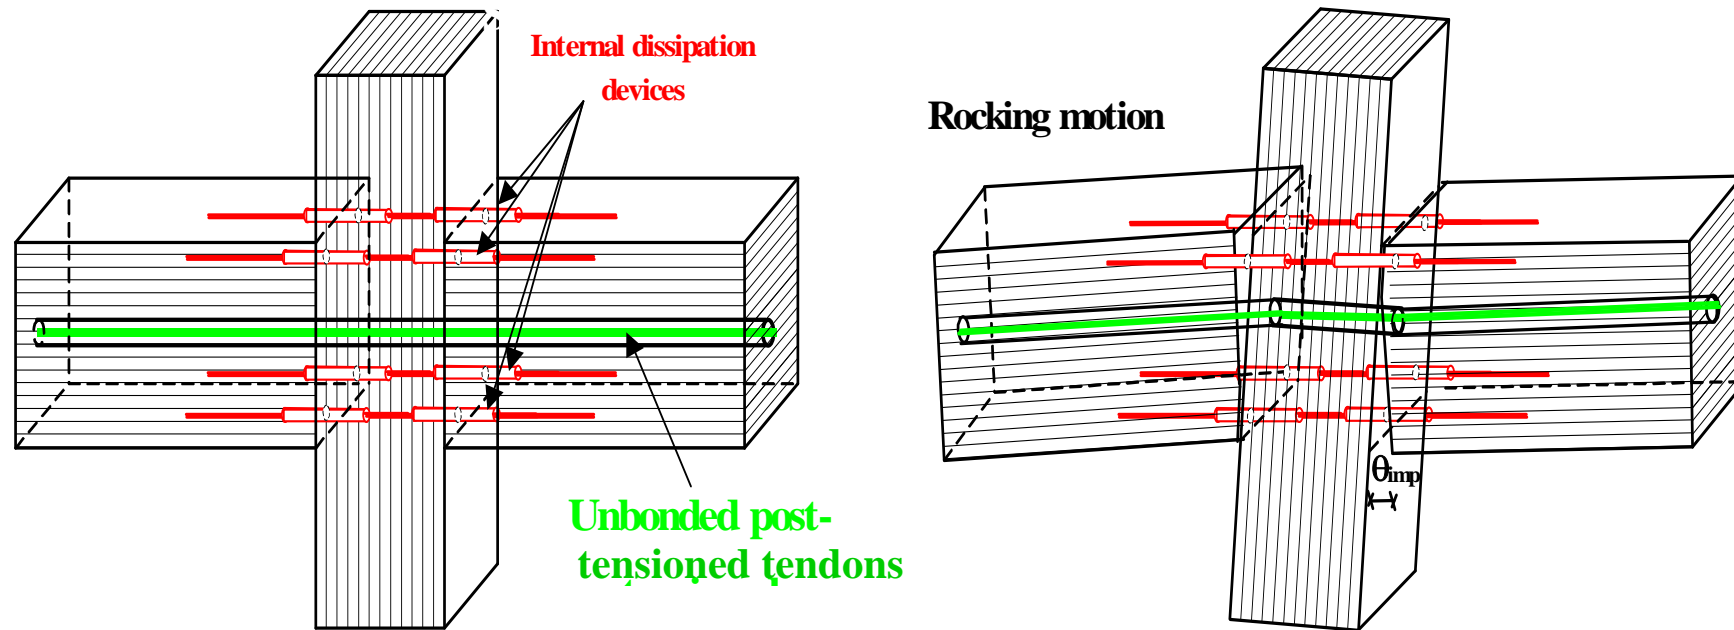 Internal dissipation
devices
Rocking motion
θimp
Unbonded post-
tensioned tendons